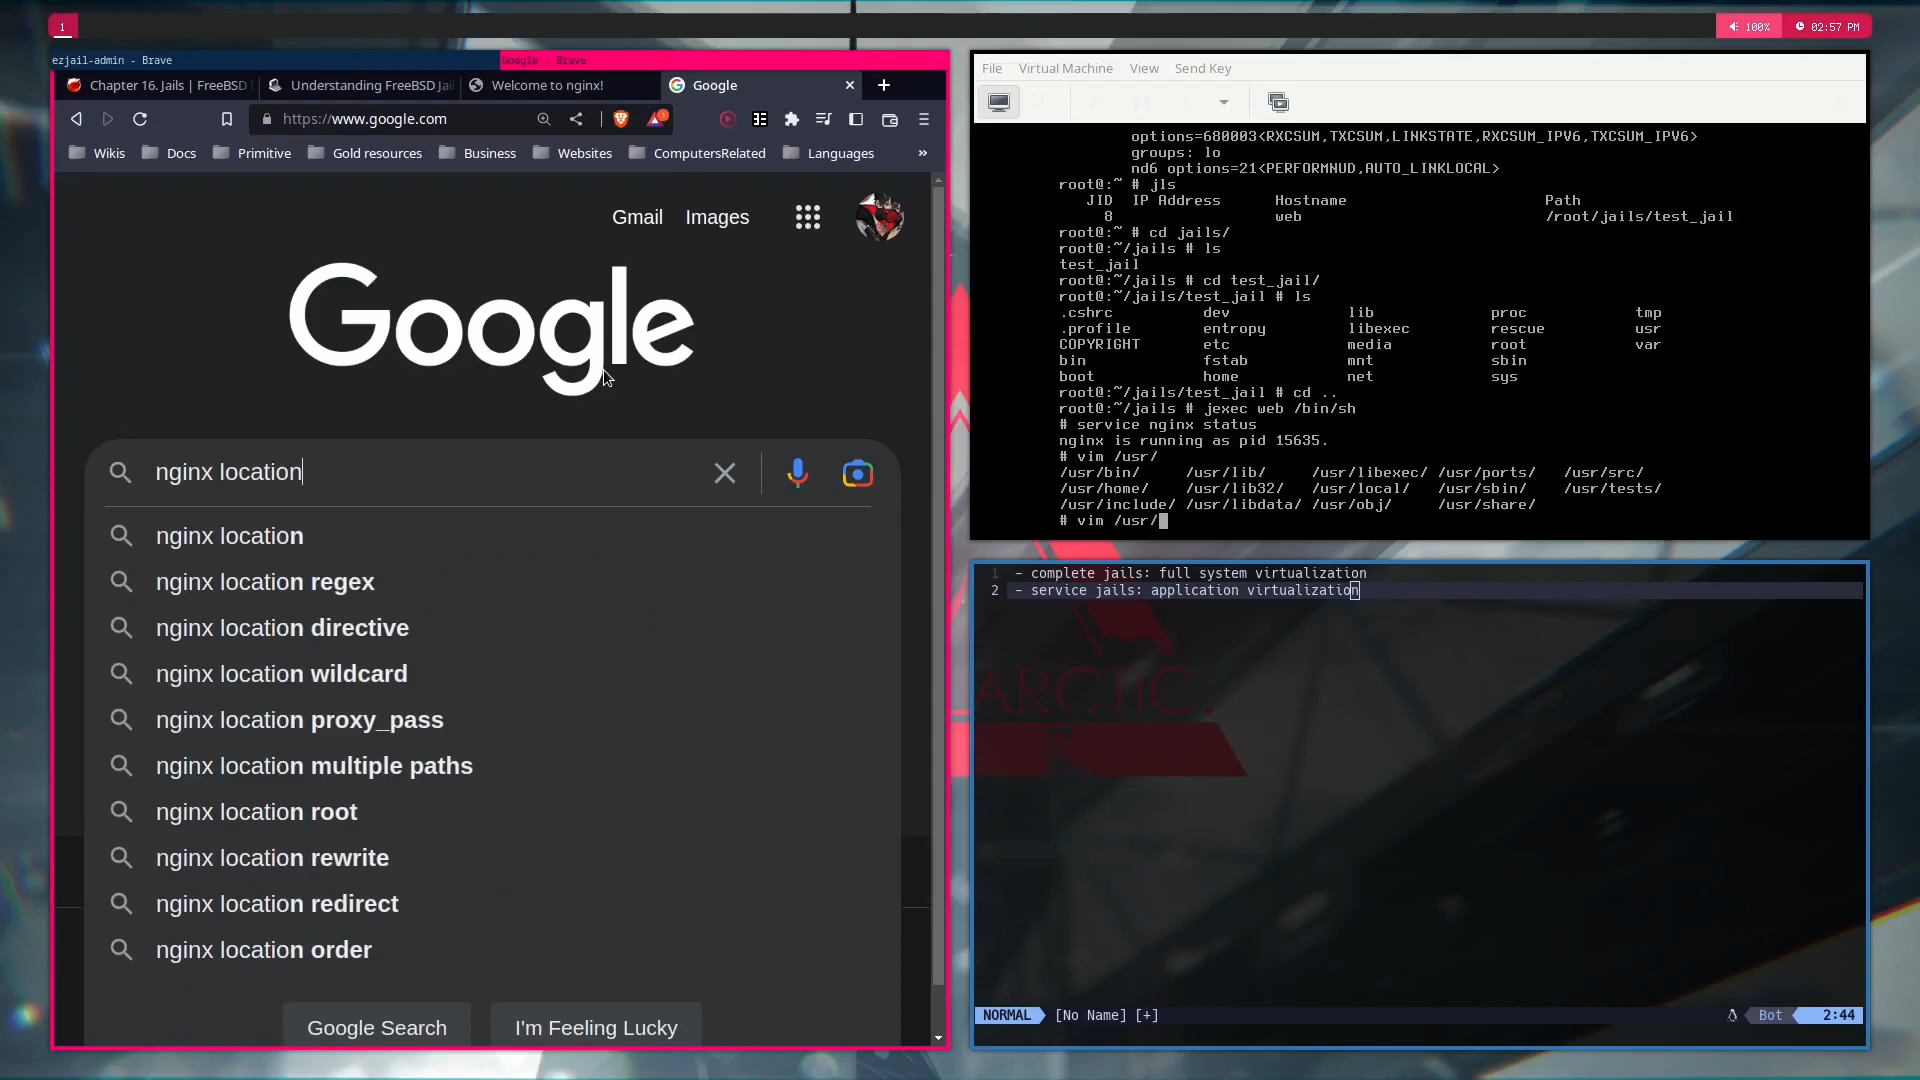 1
100%
02:57 PM
ezjail-admin - Brave
Google - Brave
Chapter 16. Jails | FreeBSD
Understanding FreeBSD Jai
Welcome to nginx!
Google
https://www.google.com
1
Wikis
Docs
Primitive
Gold resources
Business
Websites
ComputersRelated
Languages
»
Gmail
Images
Google
nginx location
nginx location
nginx location regex
nginx location directive
nginx location wildcard
nginx location proxy_pass
nginx location multiple paths
nginx location root
nginx location rewrite
nginx location redirect
nginx location order
Google Search
I'm Feeling Lucky
File Virtual Machine View Send Key
options=680003<RXCSUM,TXCSUM,LINKSTATE,RXCSUM_IPV6,TXCSUM_IPV6>
groups: lo
nd6 options=21<PERFORMNUD,AUTO_LINKLOCAL>
root@:~ # jls
JID IP Address Hostname Path
8 web /root/jails/test_jail
root@:~ # cd jails/
root@:~/jails # ls
test_jail
root@:~/jails # cd test_jail/
root@:~/jails/test_jail # ls
.cshrc dev lib proc tmp
.profile entropy libexec rescue usr
COPYRIGHT etc media root var
bin fstab mnt sbin
boot home net sys
root@:~/jails/test_jail # cd ..
root@:~/jails # jexec web /bin/sh
# service nginx status
nginx is running as pid 15635.
# vim /usr/
/usr/bin/ /usr/lib/ /usr/libexec/ /usr/ports/ /usr/src/
/usr/home/ /usr/lib32/ /usr/local/ /usr/sbin/ /usr/tests/
/usr/include/ /usr/libdata/ /usr/obj/ /usr/share/
# vim /usr/
1 - complete jails: full system virtualization
2 - service jails: application virtualization
ARCTIC.
NORMAL [No Name] [+]
Bot 2:44